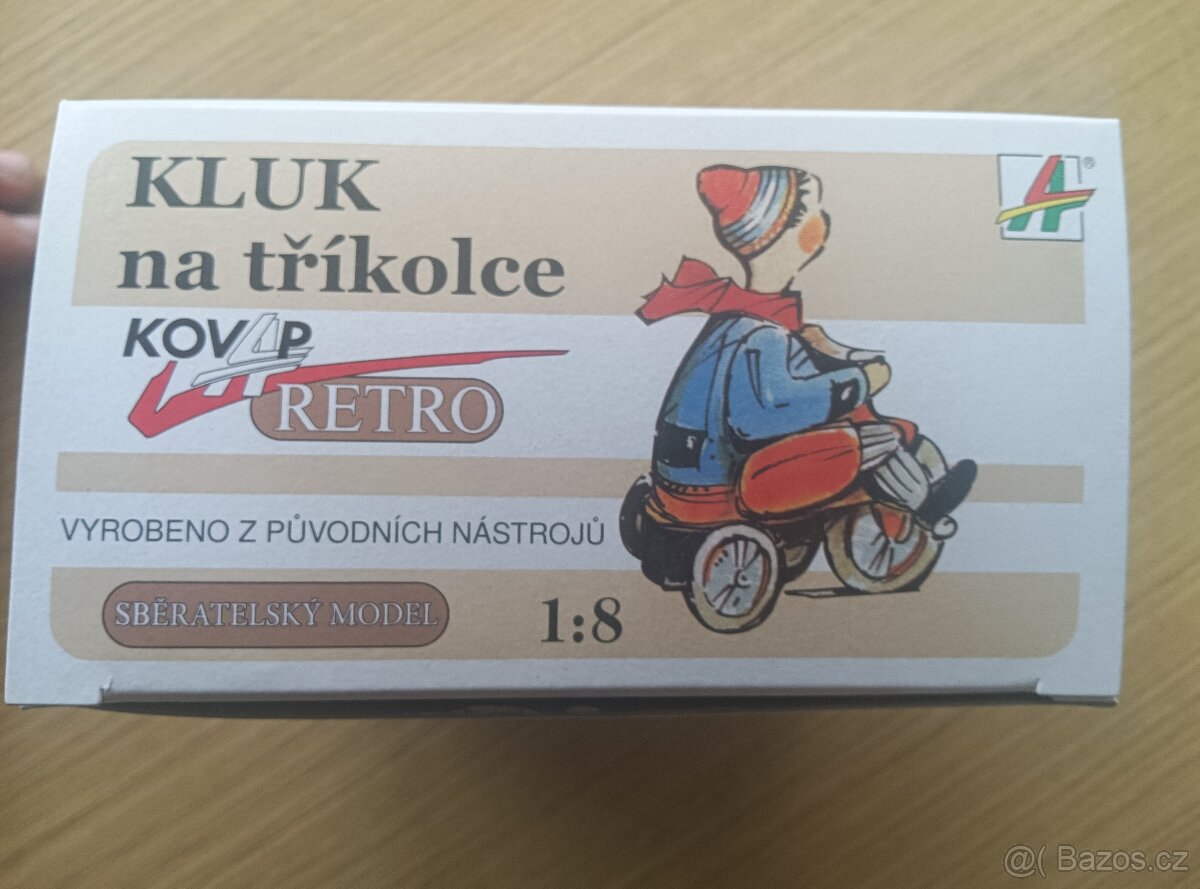 KLUK
na tříkolce
KOVAP
RETRO
VYROBENO Z PŮVODNÍCH NÁSTROJŮ
SBĚRATELSKÝ MODEL
1:8
®
@( Bazos.cz